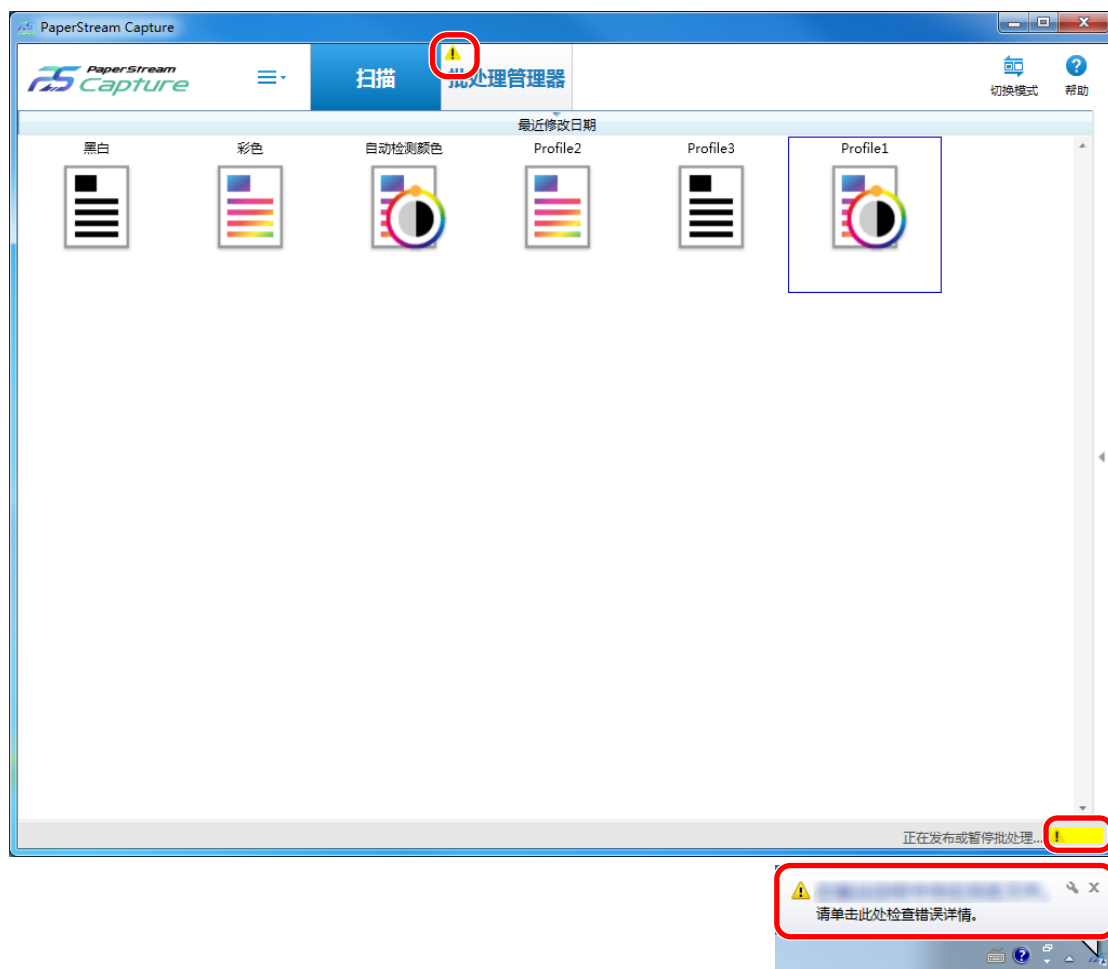 PaperStream Capture
PaperStream
Capture
扫描
批处理管理器
切换模式
帮助
最近修改日期
黑白
彩色
自动检测颜色
Profile2
Profile3
Profile1
正在发布或暂停批处理...
请单击此处检查错误详情。